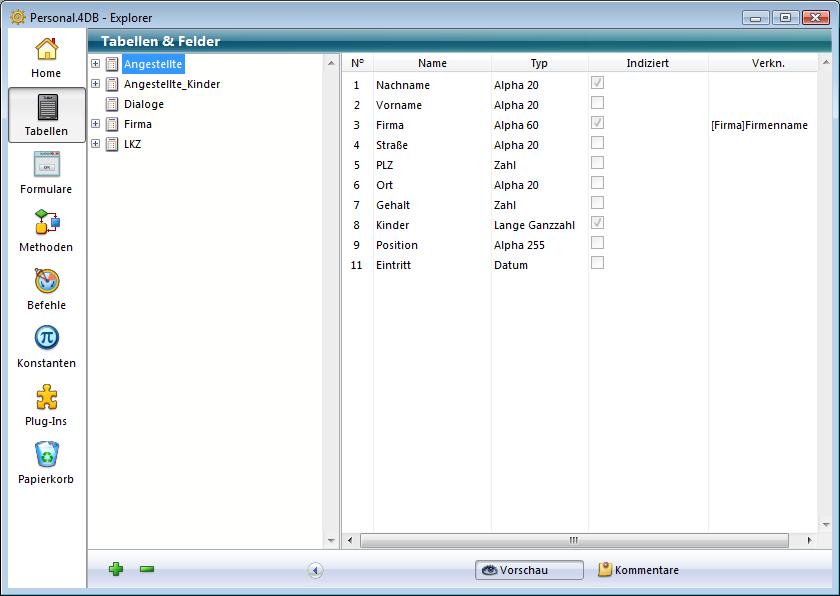 Personal.4DB - Explorer
Home
Tabellen
Formulare
Methoden
Befehle
Konstanten
Plug-Ins
Papierkorb
Tabellen & Felder
Angestellte
Angestellte_Kinder
Dialoge
Firma
LKZ
N° Name Typ Indiziert Verkn.
1 Nachname Alpha 20
2 Vorname Alpha 20
3 Firma Alpha 60 [Firma]Firmenname
4 Straße Alpha 20
5 PLZ Zahl
6 Ort Alpha 20
7 Gehalt Zahl
8 Kinder Lange Ganzzahl
9 Position Alpha 255
11 Eintritt Datum
Vorschau
Kommentare